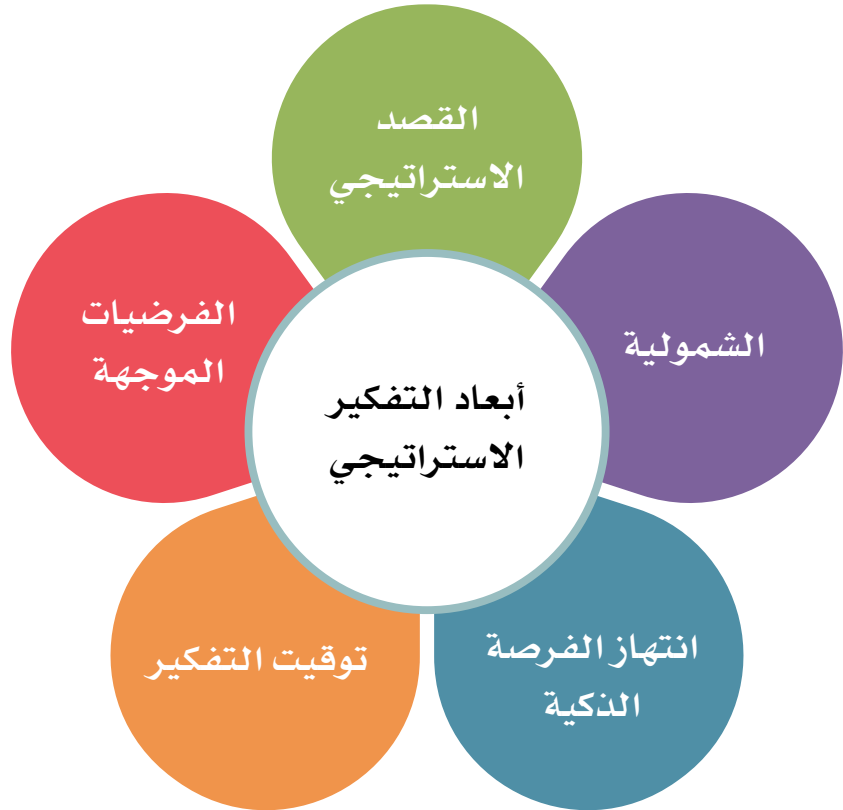 القصد
الاستراتيجي
الشمولية
الفرضيات
الموجهة
أبعاد التفكير
الاستراتيجي
انتهاز الفرصة
الذكية
توقيت التفكير